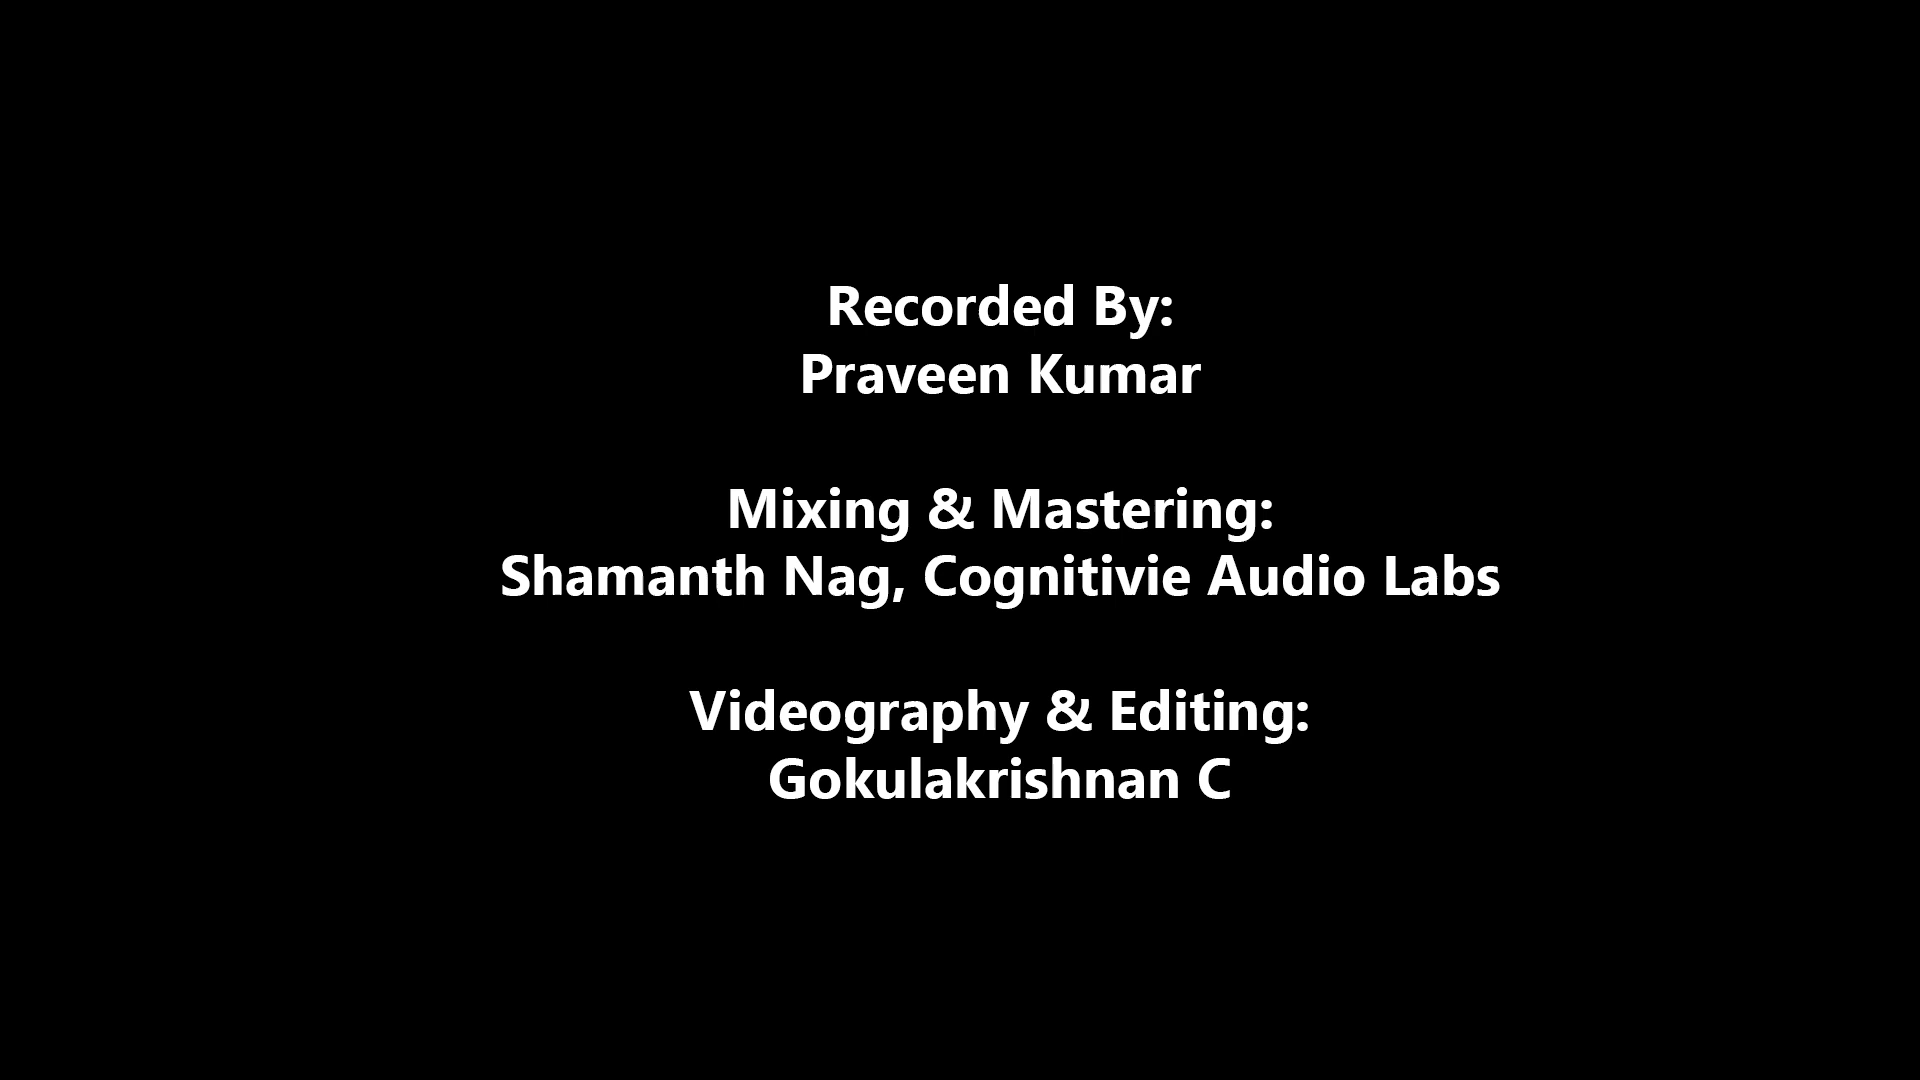 Recorded By:
Praveen Kumar
Mixing & Mastering:
Shamanth Nag, Cognitivie Audio Labs
Videography & Editing:
Gokulakrishnan C